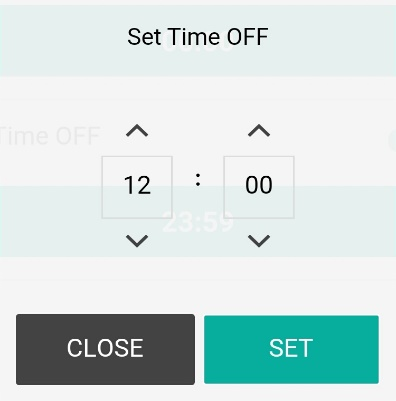 Set Time OFF
Time OFF
12 : 00
23:59
CLOSE SET